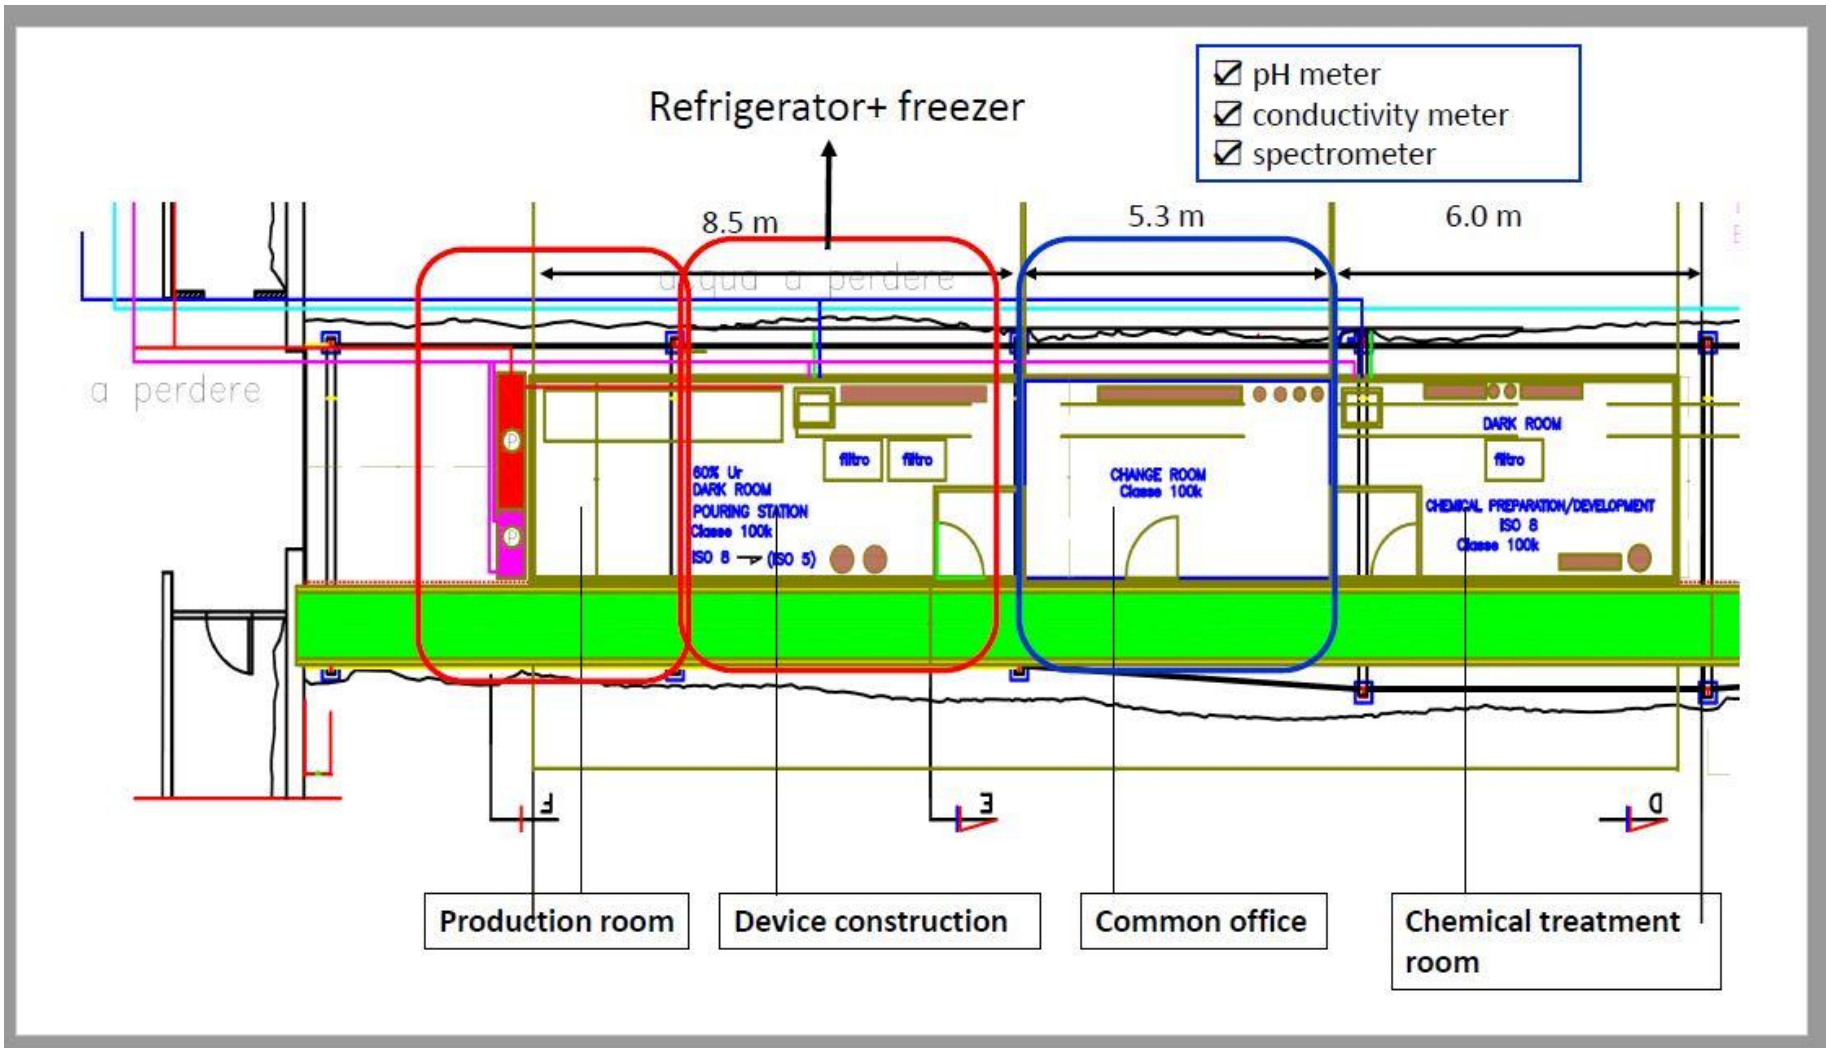 ☑ pH meter
☑ conductivity meter
☑ spectrometer
Refrigerator+ freezer
8.5 m
5.3 m
6.0 m
acqua a perdere
a perdere
P
P
filtro
filtro
60% Ur
DARK ROOM
POURING STATION
Classe 100k
ISO 8
(ISO 5)
CHANGE ROOM
Classe 100k
DARK ROOM
filtro
CHEMICAL PREPARATION/DEVELOPMENT
ISO 8
Classe 100k
F
E
D
Production room
Device construction
Common office
Chemical treatment
room